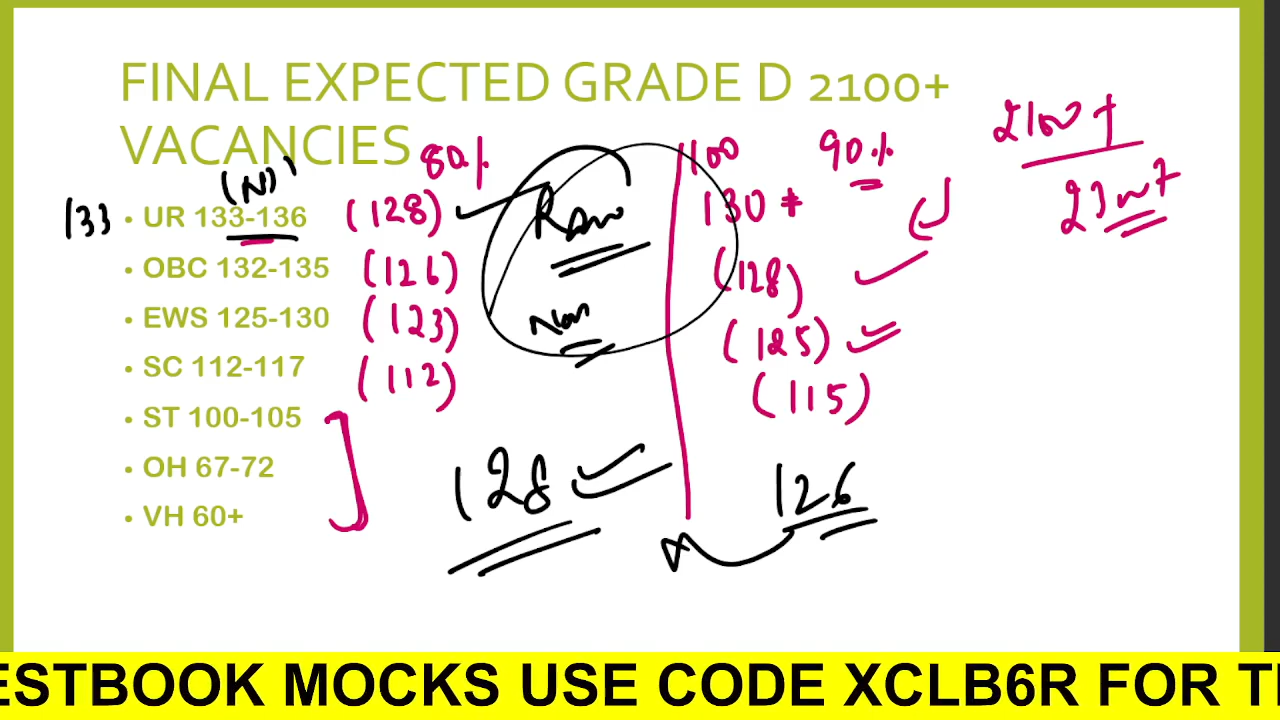 FINAL EXPECTED GRADE D 2100+
VACANCIES
80%
100
90%
2100+
2300+
(N)
133
• UR 133-136
(128)
Raw
130+
• OBC 132-135
(126)
(128)
• EWS 125-130
(123)
Nor
(125)
• SC 112-117
(112)
(115)
• ST 100-105
• OH 67-72
128
126
• VH 60+
ESTBOOK MOCKS USE CODE XCLB6R FOR T